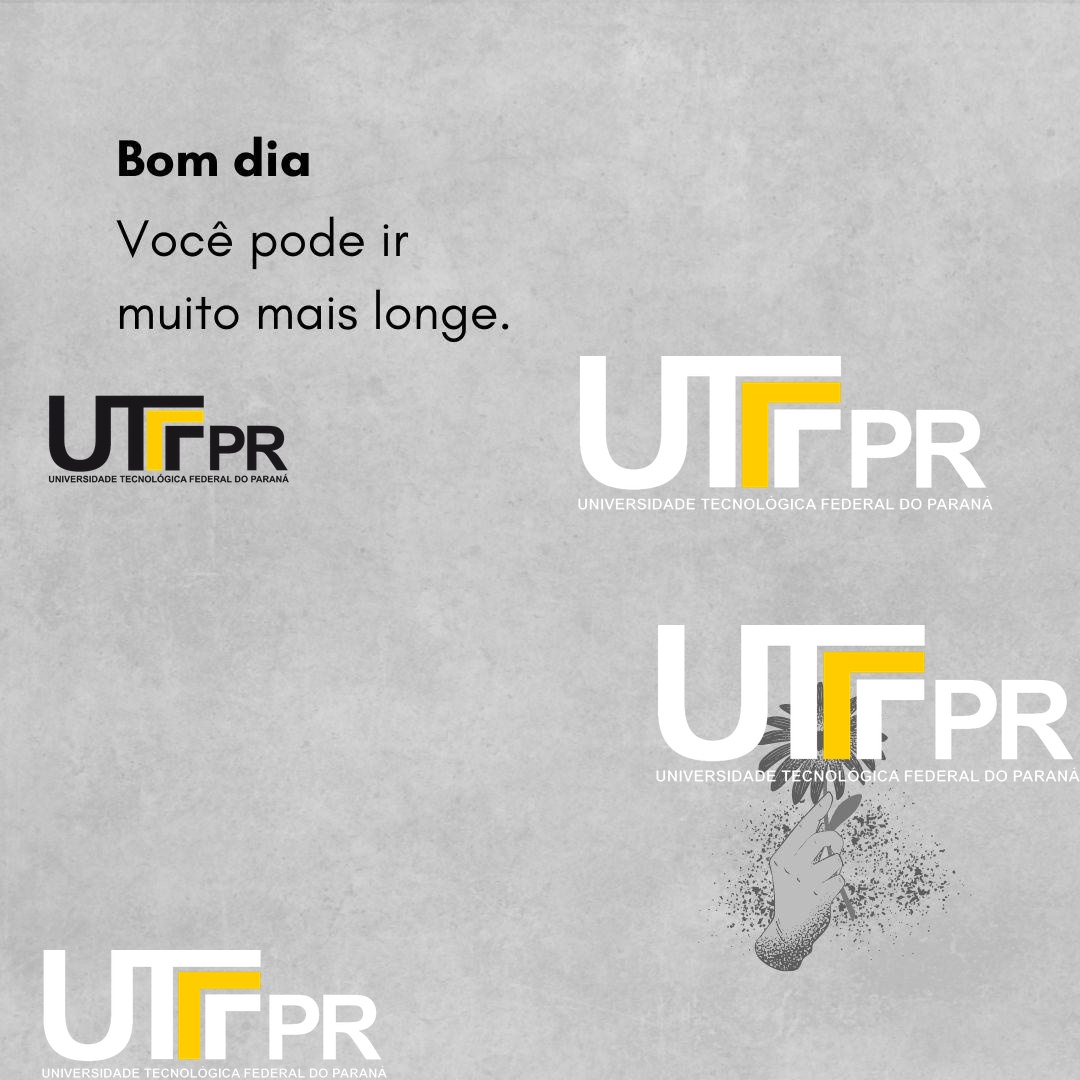 Bom dia
Você pode ir
muito mais longe.
UTFPR
UNIVERSIDADE TECNOLÓGICA FEDERAL DO PARANÁ
UTFPR
UNIVERSIDADE TECNOLÓGICA FEDERAL DO PARANÁ
UTFPR
UNIVERSIDADE TECNOLÓGICA FEDERAL DO PARANÁ
UTFPR
UNIVERSIDADE TECNOLÓGICA FEDERAL DO PARANÁ